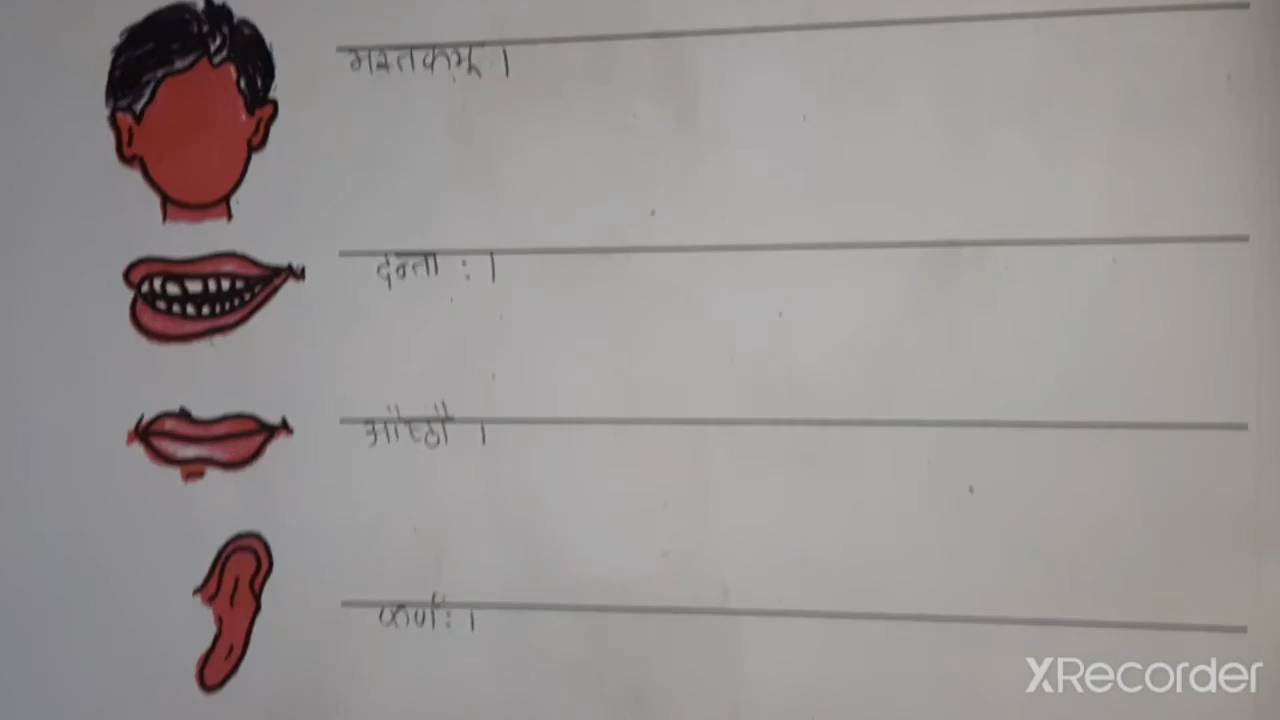 मस्तकम् ।
दन्ता : ।
ओष्ठौ ।
कर्ण: ।
XRecorder